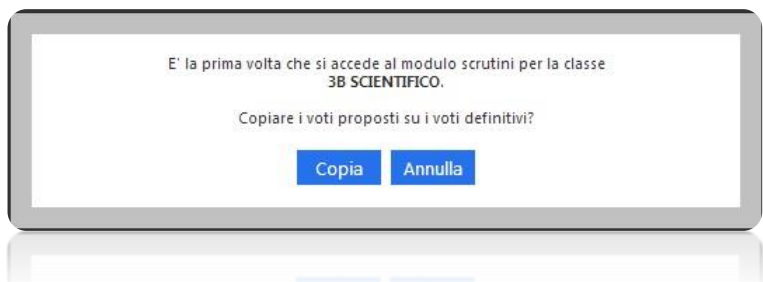 E' la prima volta che si accede al modulo scrutini per la classe
3B SCIENTIFICO.
Copiare i voti proposti su i voti definitivi?
Copia Annulla